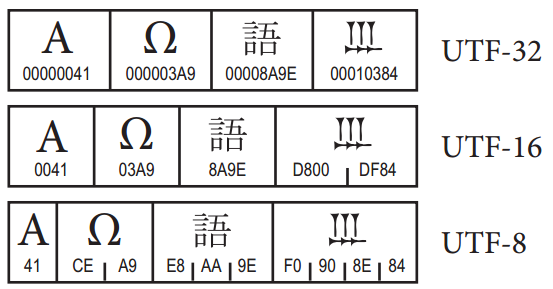 A Ω 語 𐎄 UTF-32
00000041 000003A9 00008A9E 00010384
A Ω 語 𐎄 UTF-16
0041 03A9 8A9E D800 DF84
A Ω 語 𐎄 UTF-8
41 CE A9 E8 AA 9E F0 90 8E 84